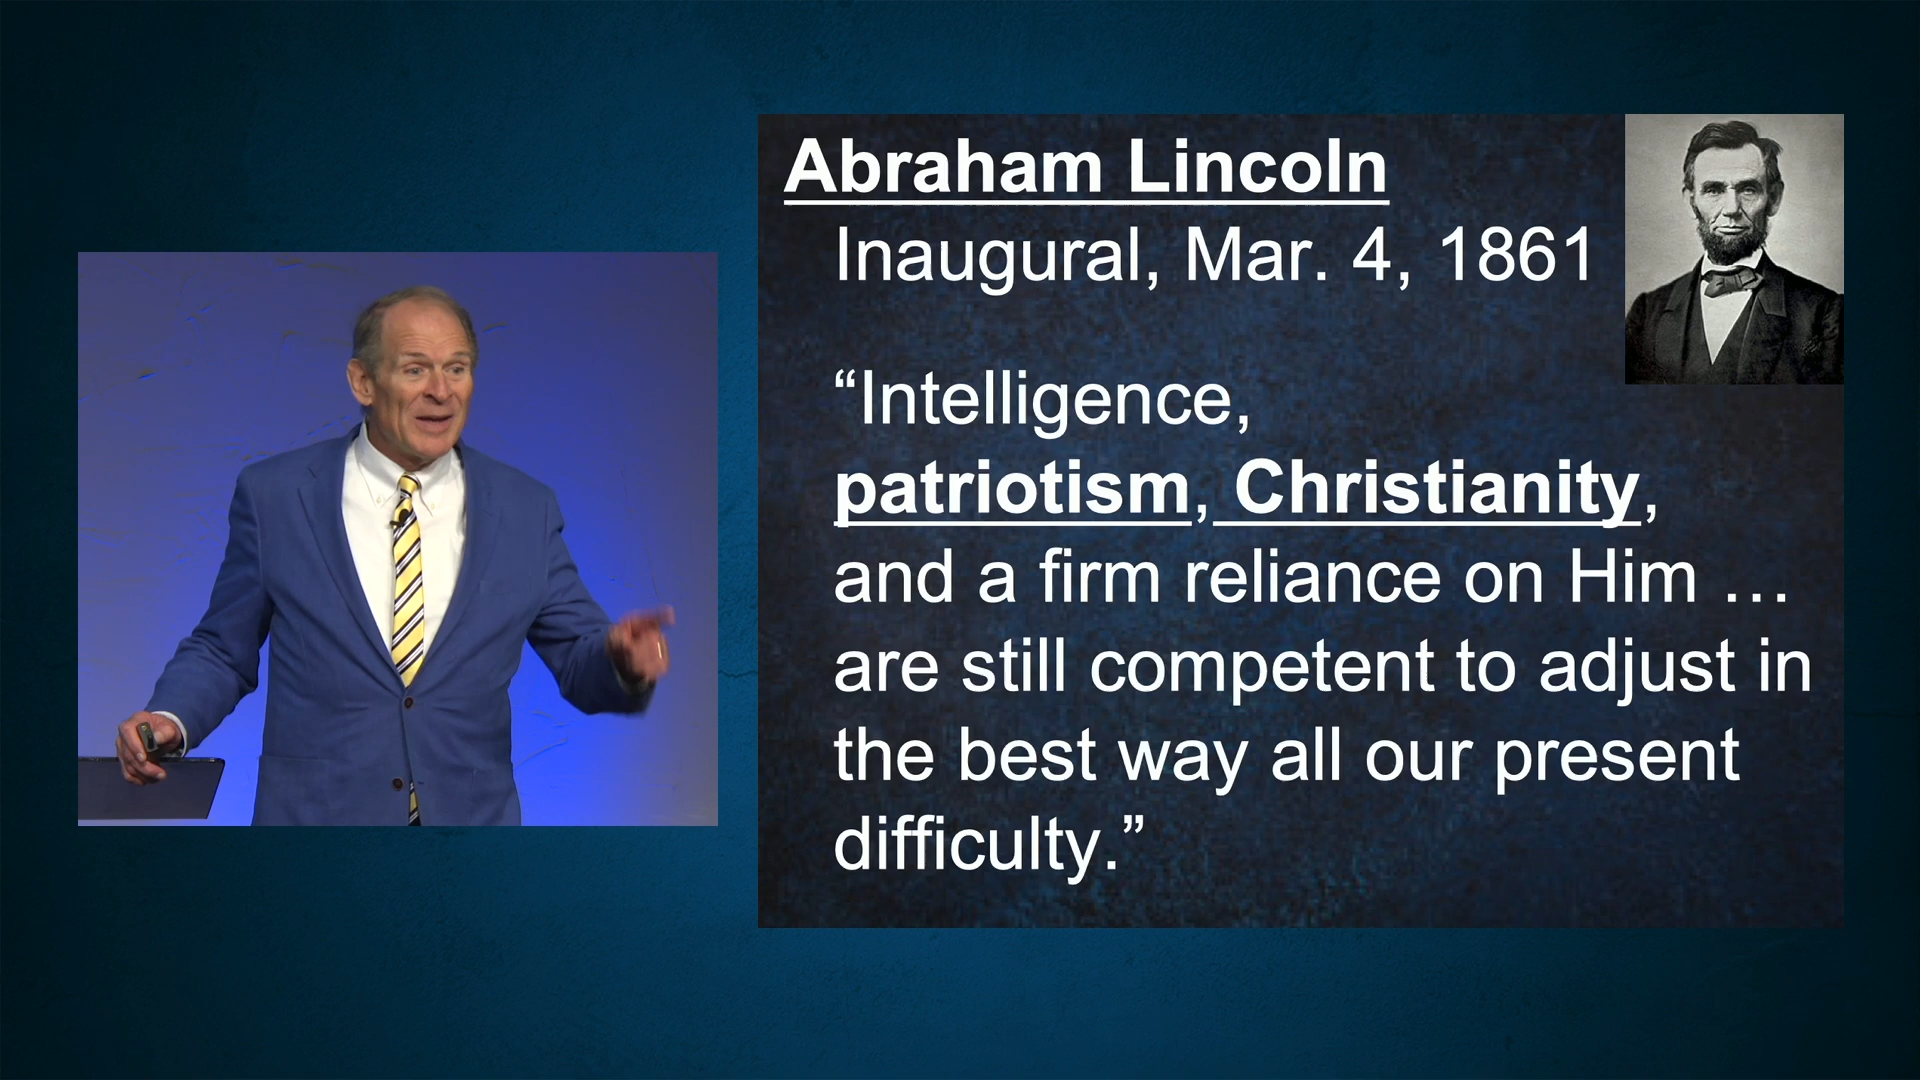 Abraham Lincoln
Inaugural, Mar. 4, 1861
“Intelligence,
patriotism, Christianity,
and a firm reliance on Him …
are still competent to adjust in
the best way all our present
difficulty.”